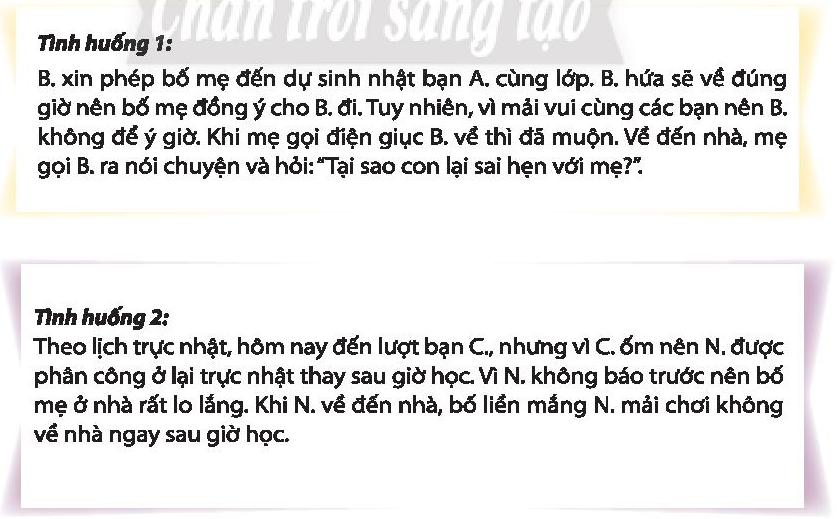 Chân trời sáng tạo
Tình huống 1:
B. xin phép bố mẹ đến dự sinh nhật bạn A. cùng lớp. B. hứa sẽ về đúng
giờ nên bố mẹ đồng ý cho B. đi. Tuy nhiên, vì mải vui cùng các bạn nên B.
không để ý giờ. Khi mẹ gọi điện giục B. về thì đã muộn. Về đến nhà, mẹ
gọi B. ra nói chuyện và hỏi: “Tại sao con lại sai hẹn với mẹ?”.
Tình huống 2:
Theo lịch trực nhật, hôm nay đến lượt bạn C., nhưng vì C. ốm nên N. được
phân công ở lại trực nhật thay sau giờ học. Vì N. không báo trước nên bố
mẹ ở nhà rất lo lắng. Khi N. về đến nhà, bố liền mắng N. mải chơi không
về nhà ngay sau giờ học.